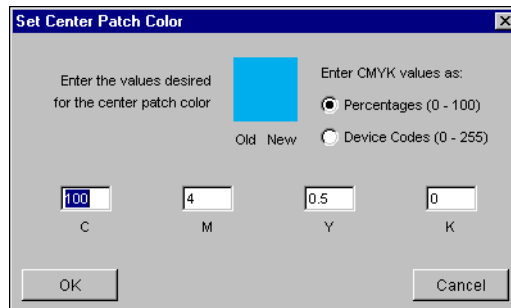 Set Center Patch Color
Enter the values desired
for the center patch color
Old New
Enter CMYK values as:
Percentages (0 - 100)
Device Codes (0 - 255)
100 4 0.5 0
C M Y K
OK Cancel